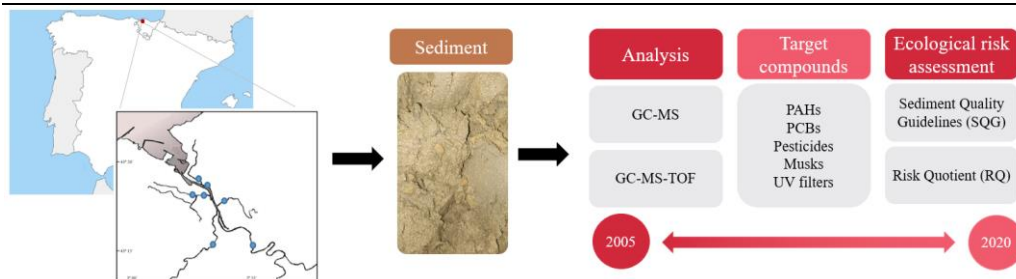 Sediment
Analysis
Target
compounds
Ecological risk
assessment
GC-MS
GC-MS-TOF
PAHs
PCBs
Pesticides
Musks
UV filters
Sediment Quality
Guidelines (SQG)
Risk Quotient (RQ)
2005
2020